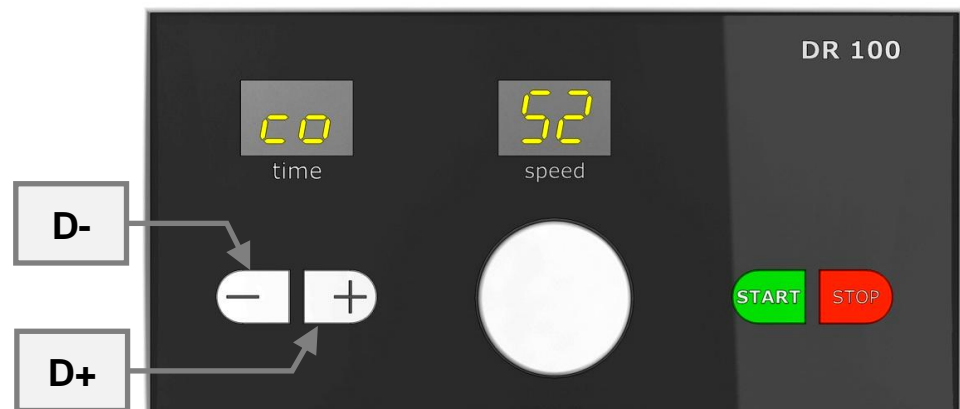 DR 100
co
52
time
speed
D-
− +
START STOP
D+